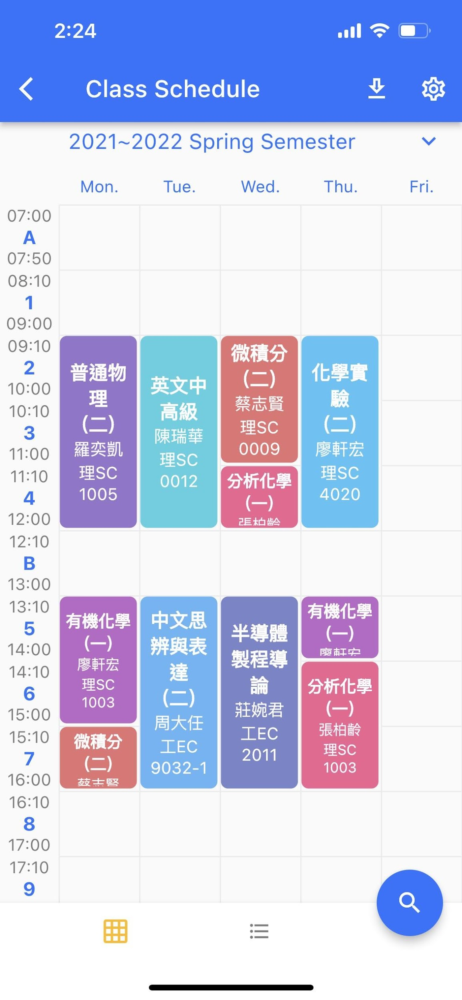 2:24
Class Schedule
2021~2022 Spring Semester
Mon. Tue. Wed. Thu. Fri.
07:00
A
07:50
08:10
1
09:00
09:10
2
10:00
10:10
3
11:00
11:10
4
12:00
12:10
B
13:00
13:10
5
14:00
14:10
6
15:00
15:10
7
16:00
16:10
8
17:00
17:10
9
普通物
理
(二)
羅奕凱
理SC
1005
有機化學
(一)
廖軒宏
理SC
1003
微積分
(二)
蔡志賢
英文中
高級
陳瑞華
理SC
0012
中文思
辨與表
達
(二)
周大任
工EC
9032-1
微積分
(二)
蔡志賢
理SC
0009
分析化學
(一)
張柏齡
半導體
製程導
論
莊婉君
工EC
2011
化學實
驗
(二)
廖軒宏
理SC
4020
有機化學
(一)
廖軒宏
分析化學
(一)
張柏齡
理SC
1003